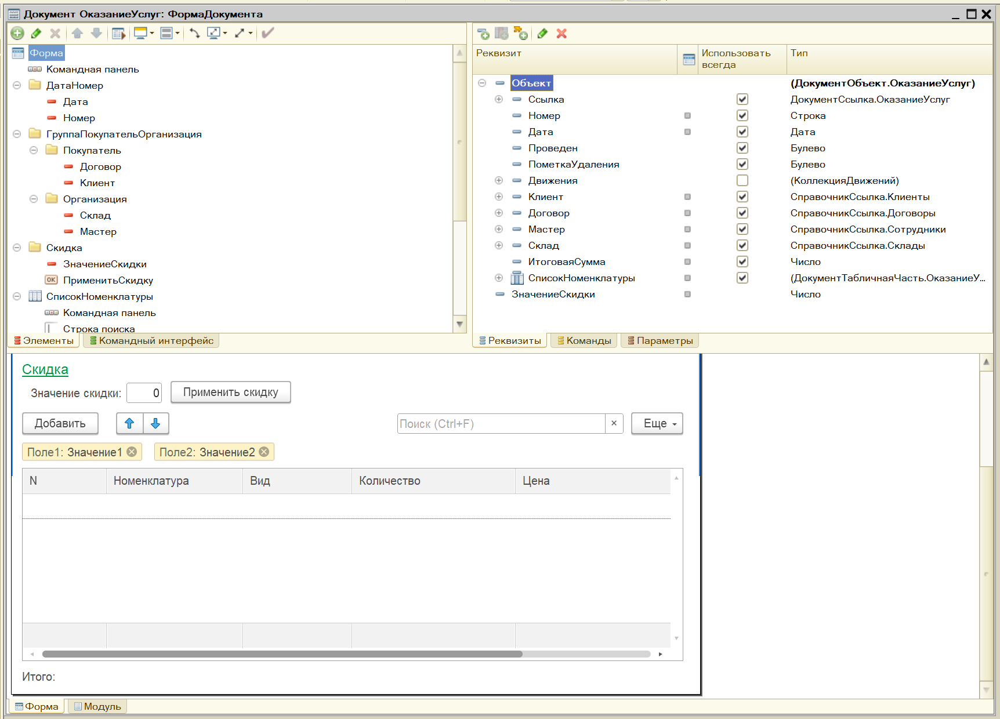 Документ ОказаниеУслуг: ФормаДокумента
Форма
Командная панель
ДатаНомер
Дата
Номер
ГруппаПокупательОрганизация
Покупатель
Договор
Клиент
Организация
Склад
Мастер
Скидка
ЗначениеСкидки
OK ПрименитьСкидку
СписокНоменклатуры
Командная панель
Строка поиска
Элементы Командный интерфейс
Реквизит Использовать всегда Тип
Объект (ДокументОбъект.ОказаниеУслуг)
Ссылка ДокументСсылка.ОказаниеУслуг
Номер Строка
Дата Дата
Проведен Булево
ПометкаУдаления Булево
Движения (КоллекцияДвижений)
Клиент СправочникСсылка.Клиенты
Договор СправочникСсылка.Договоры
Мастер СправочникСсылка.Сотрудники
Склад СправочникСсылка.Склады
ИтоговаяСумма Число
СписокНоменклатуры (ДокументТабличнаяЧасть.ОказаниеУ...
ЗначениеСкидки Число
Реквизиты Команды Параметры
Скидка
Значение скидки: 0 Применить скидку
Добавить Поиск (Ctrl+F) × Еще
Поле1: Значение1 Поле2: Значение2
N Номенклатура Вид Количество Цена
Итого:
Форма Модуль